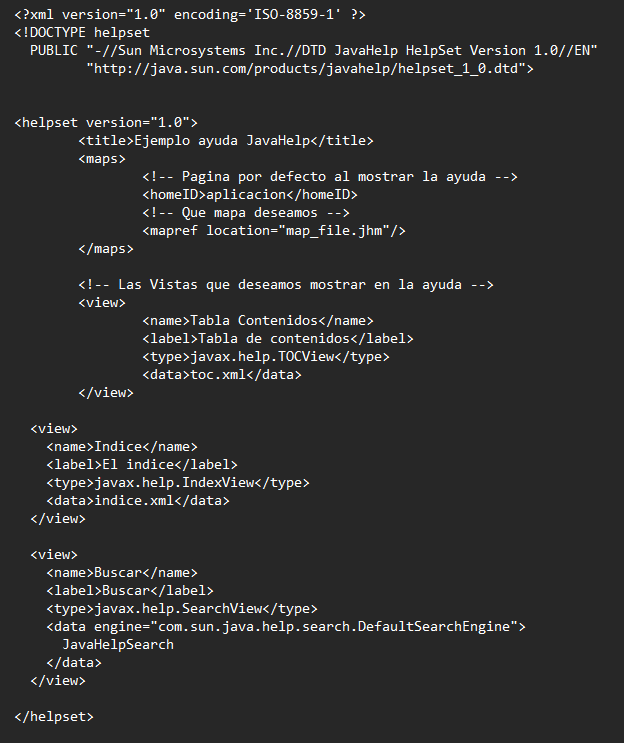 <?xml version="1.0" encoding='ISO-8859-1' ?>
<!DOCTYPE helpset
  PUBLIC "-//Sun Microsystems Inc.//DTD JavaHelp HelpSet Version 1.0//EN"
         "http://java.sun.com/products/javahelp/helpset_1_0.dtd">


<helpset version="1.0">
        <title>Ejemplo ayuda JavaHelp</title>
        <maps>
                <!-- Pagina por defecto al mostrar la ayuda -->
                <homeID>aplicacion</homeID>
                <!-- Que mapa deseamos -->
                <mapref location="map_file.jhm"/>
        </maps>

        <!-- Las Vistas que deseamos mostrar en la ayuda -->
        <view>
                <name>Tabla Contenidos</name>
                <label>Tabla de contenidos</label>
                <type>javax.help.TOCView</type>
                <data>toc.xml</data>
        </view>

  <view>
    <name>Indice</name>
    <label>El indice</label>
    <type>javax.help.IndexView</type>
    <data>indice.xml</data>
  </view>

  <view>
    <name>Buscar</name>
    <label>Buscar</label>
    <type>javax.help.SearchView</type>
    <data engine="com.sun.java.help.search.DefaultSearchEngine">
      JavaHelpSearch
    </data>
  </view>

</helpset>